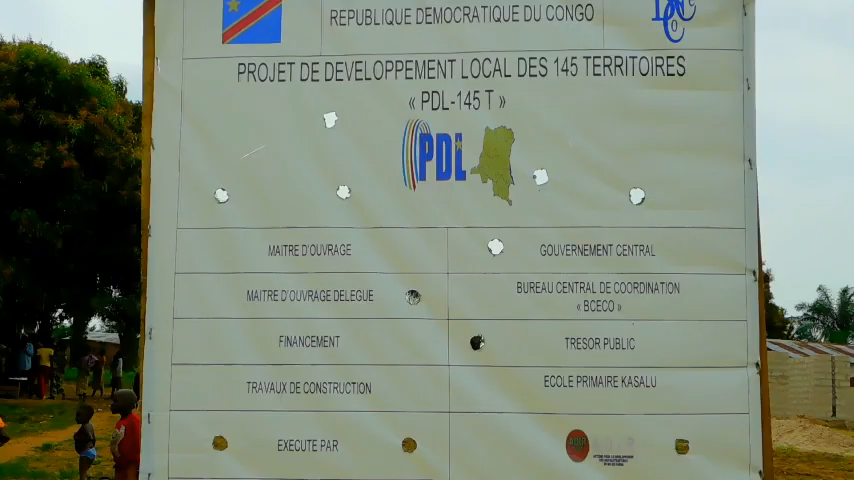 REPUBLIQUE DEMOCRATIQUE DU CONGO
PROJET DE DEVELOPPEMENT LOCAL DES 145 TERRITOIRES
« PDL-145 T »
PDL
MAITRE D'OUVRAGE
GOUVERNEMENT CENTRAL
MAITRE D'OUVRAGE DELEGUE
BUREAU CENTRAL DE COORDINATION
« BCECO »
FINANCEMENT
TRESOR PUBLIC
TRAVAUX DE CONSTRUCTION
ECOLE PRIMAIRE KASALU
EXECUTE PAR